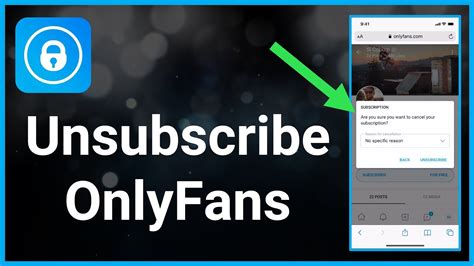 Unsubscribe
OnlyFans
9:41
AA
onlyfans.com
SUBSCRIPTION
Are you sure you want to cancel your
subscription?
Reason for cancellation
No specific reason
BACK
UNSUBSCRIBE
SUBSCRIBED
FOR FREE
22 POSTS
22 MEDIA